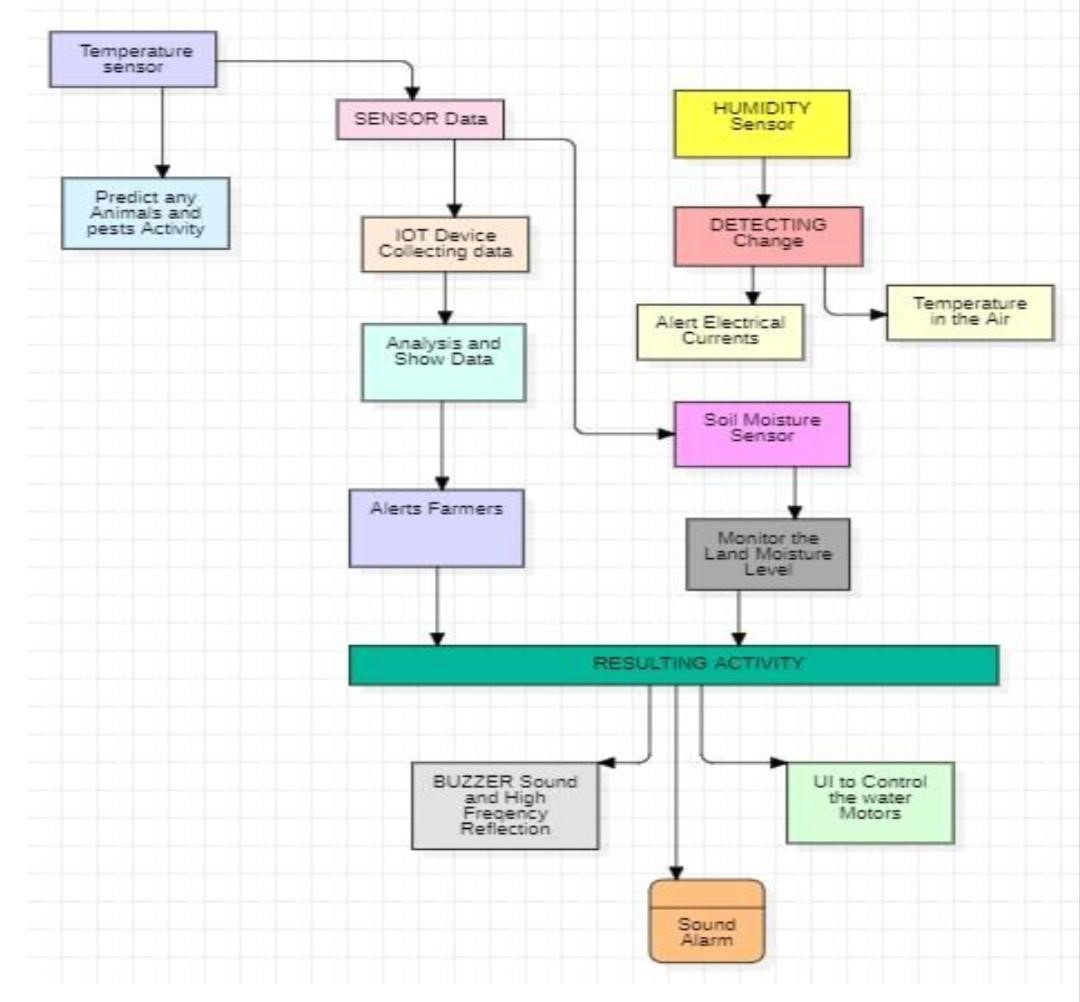 Temperature
sensor
SENSOR Data
HUMIDITY
Sensor
Predict any
Animals and
pests Activity
IOT Device
Collecting data
DETECTING
Change
Alert Electrical
Currents
Temperature
in the Air
Analysis and
Show Data
Soil Moisture
Sensor
Alerts Farmers
Monitor the
Land Moisture
Level
RESULTING ACTIVITY
BUZZER Sound
and High
Freqency
Reflection
UI to Control
the water
Motors
Sound
Alarm